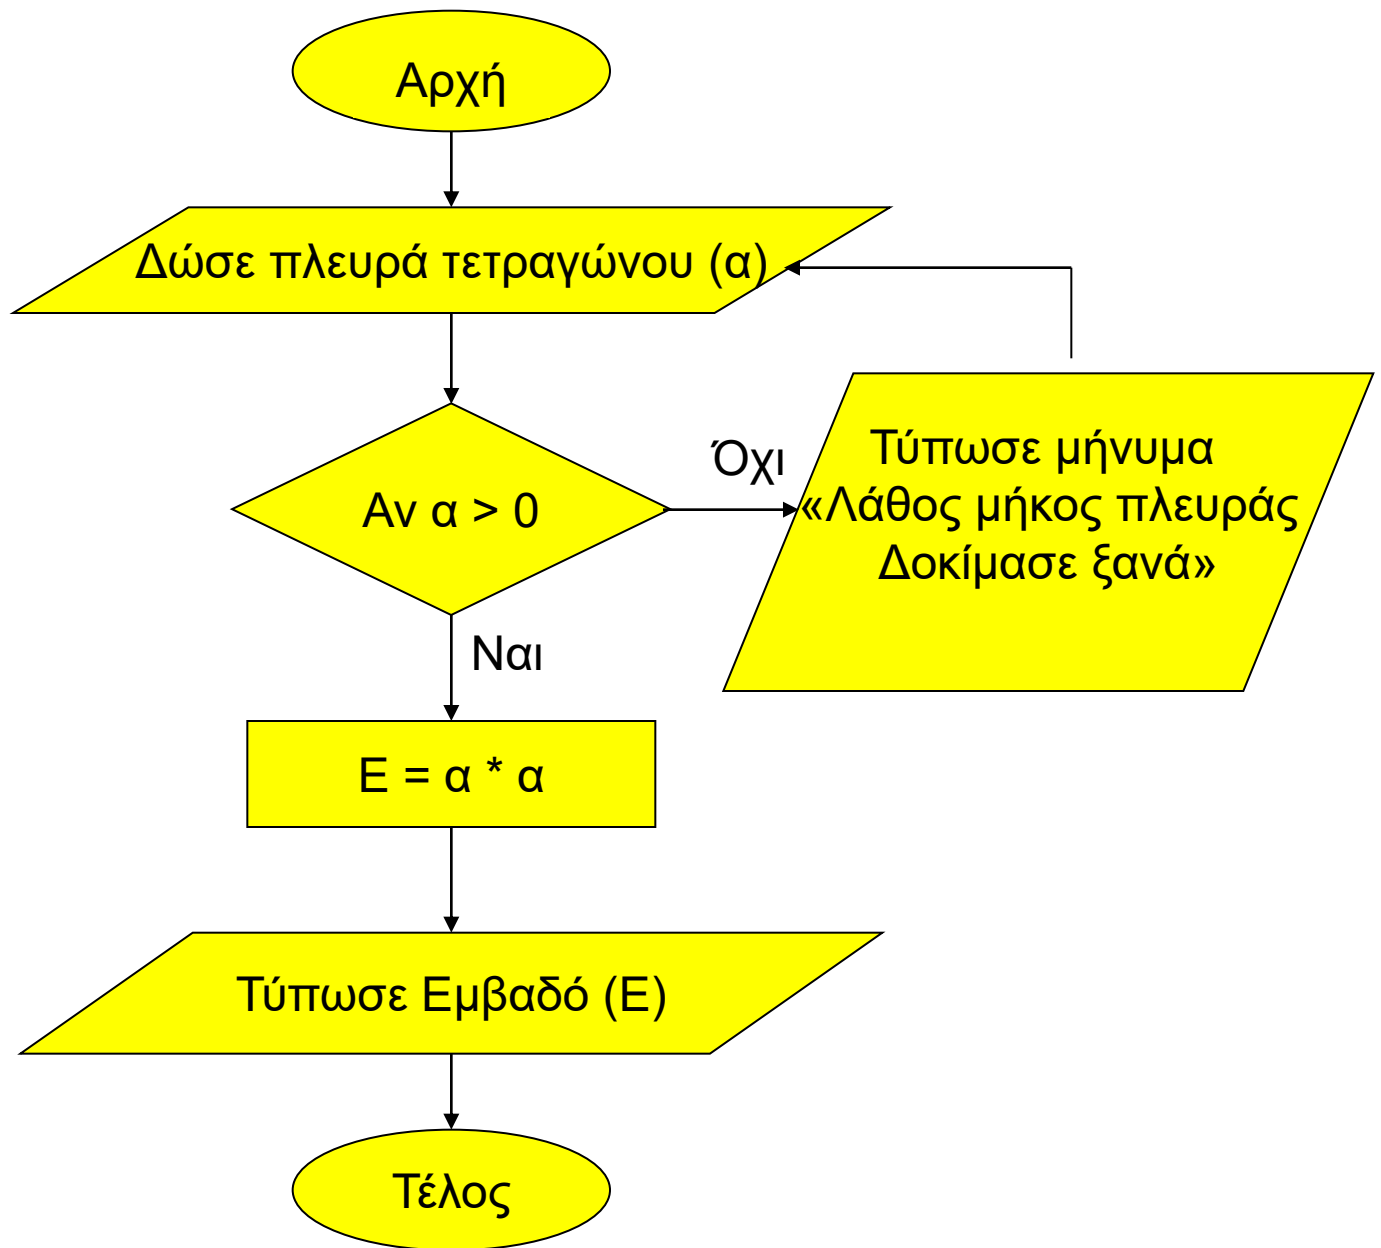 Αρχή
Δώσε πλευρά τετραγώνου (α)
Αν α > 0
Όχι
Τύπωσε μήνυμα
«Λάθος μήκος πλευράς
Δοκίμασε ξανά»
Ναι
Ε = α * α
Τύπωσε Εμβαδό (Ε)
Τέλος